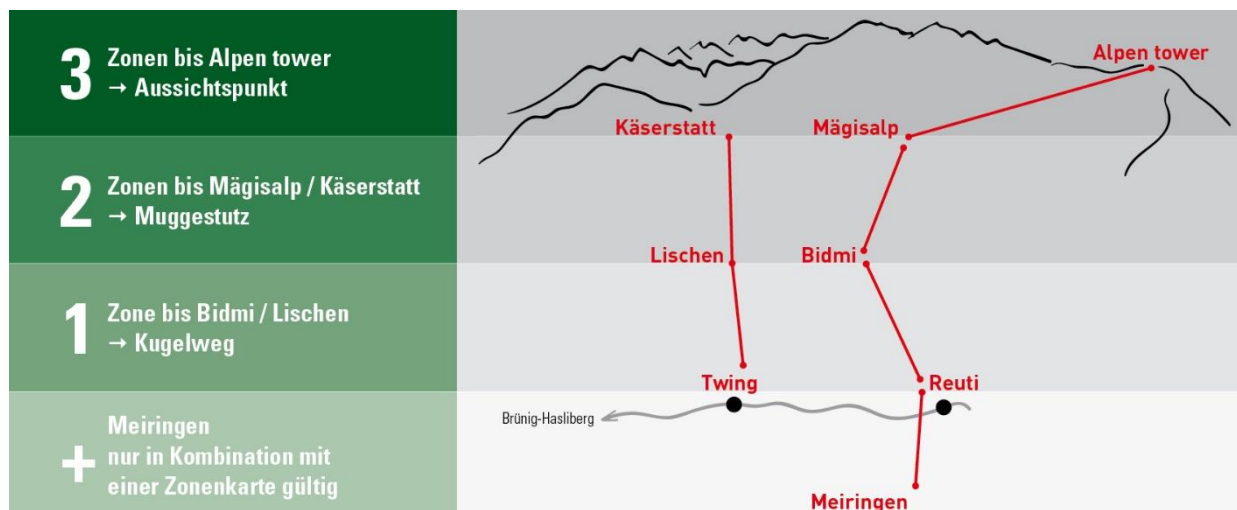 3
Zonen bis Alpen tower
→ Aussichtspunkt
2
Zonen bis Mägisalp / Käserstatt
→ Muggestutz
1
Zone bis Bidmi / Lischen
→ Kugelweg
+
Meiringen
nur in Kombination mit
einer Zonenkarte gültig
Alpen tower
Käserstatt
Mägisalp
Lischen
Bidmi
Twing
Reuti
Brünig-Hasliberg
Meiringen